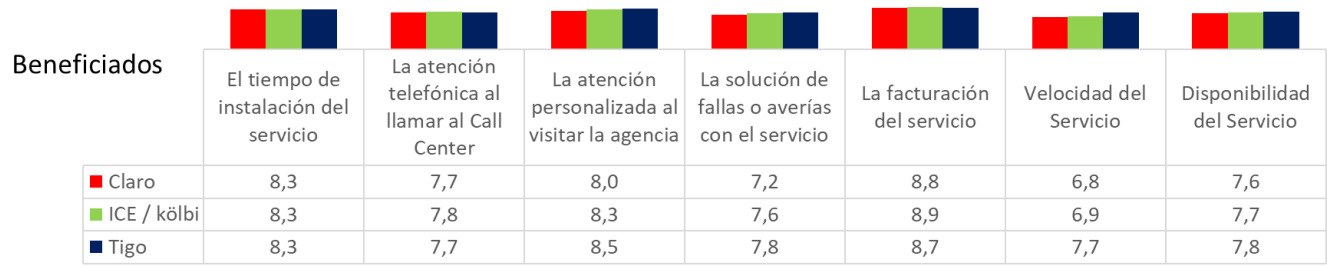 Beneficiados
El tiempo de
instalación del
servicio
La atención
telefónica al
llamar al Call
Center
La atención
personalizada al
visitar la agencia
La solución de
fallas o averías
con el servicio
La facturación
del servicio
Velocidad del
Servicio
Disponibilidad
del Servicio
Claro 8,3 7,7 8,0 7,2 8,8 6,8 7,6
ICE / kölbi 8,3 7,8 8,3 7,6 8,9 6,9 7,7
Tigo 8,3 7,7 8,5 7,8 8,7 7,7 7,8